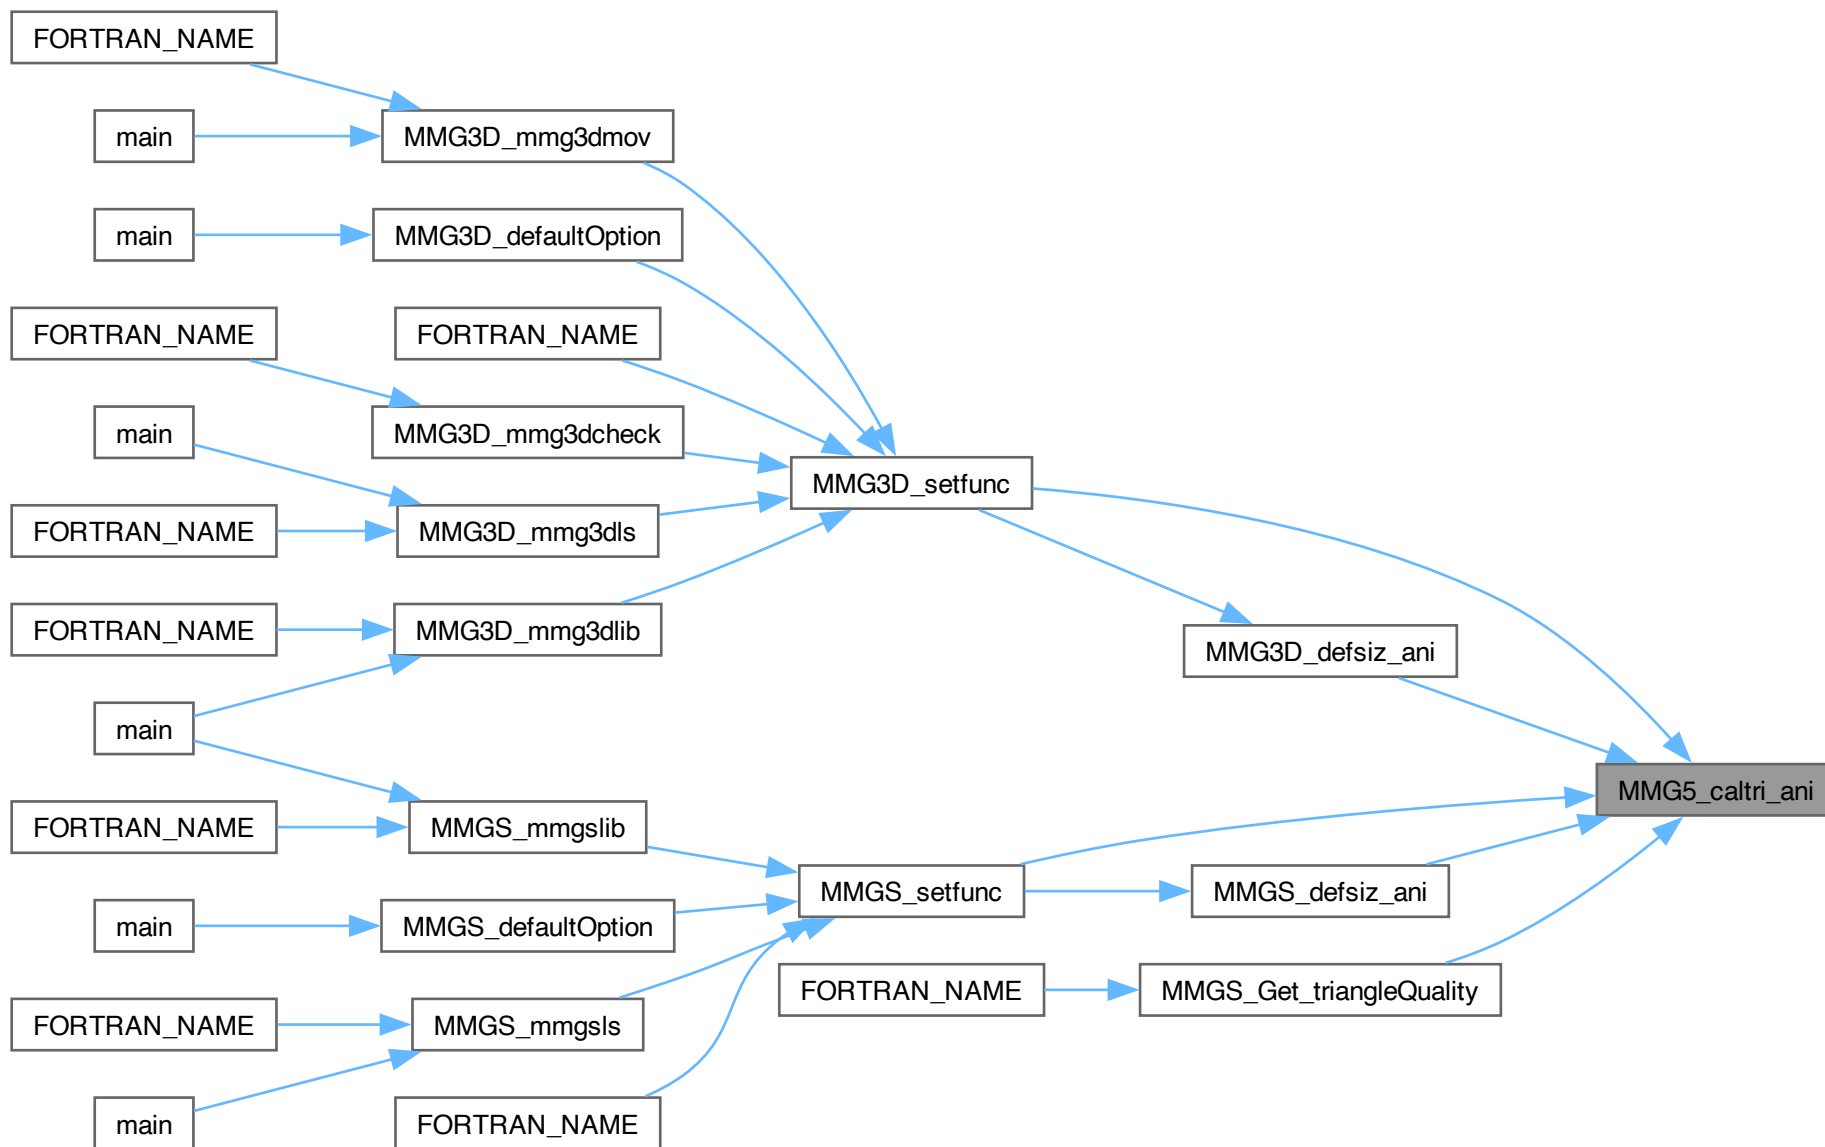 FORTRAN_NAME
main
MMG3D_mmg3dmov
main
MMG3D_defaultOption
FORTRAN_NAME
FORTRAN_NAME
main
MMG3D_mmg3dcheck
MMG3D_setfunc
FORTRAN_NAME
MMG3D_mmg3dls
FORTRAN_NAME
MMG3D_mmg3dlib
MMG3D_defsiz_ani
main
MMG5_caltri_ani
FORTRAN_NAME
MMGS_mmgslib
MMGS_setfunc
MMGS_defsiz_ani
main
MMGS_defaultOption
FORTRAN_NAME
MMGS_Get_triangleQuality
FORTRAN_NAME
MMGS_mmgsls
main
FORTRAN_NAME